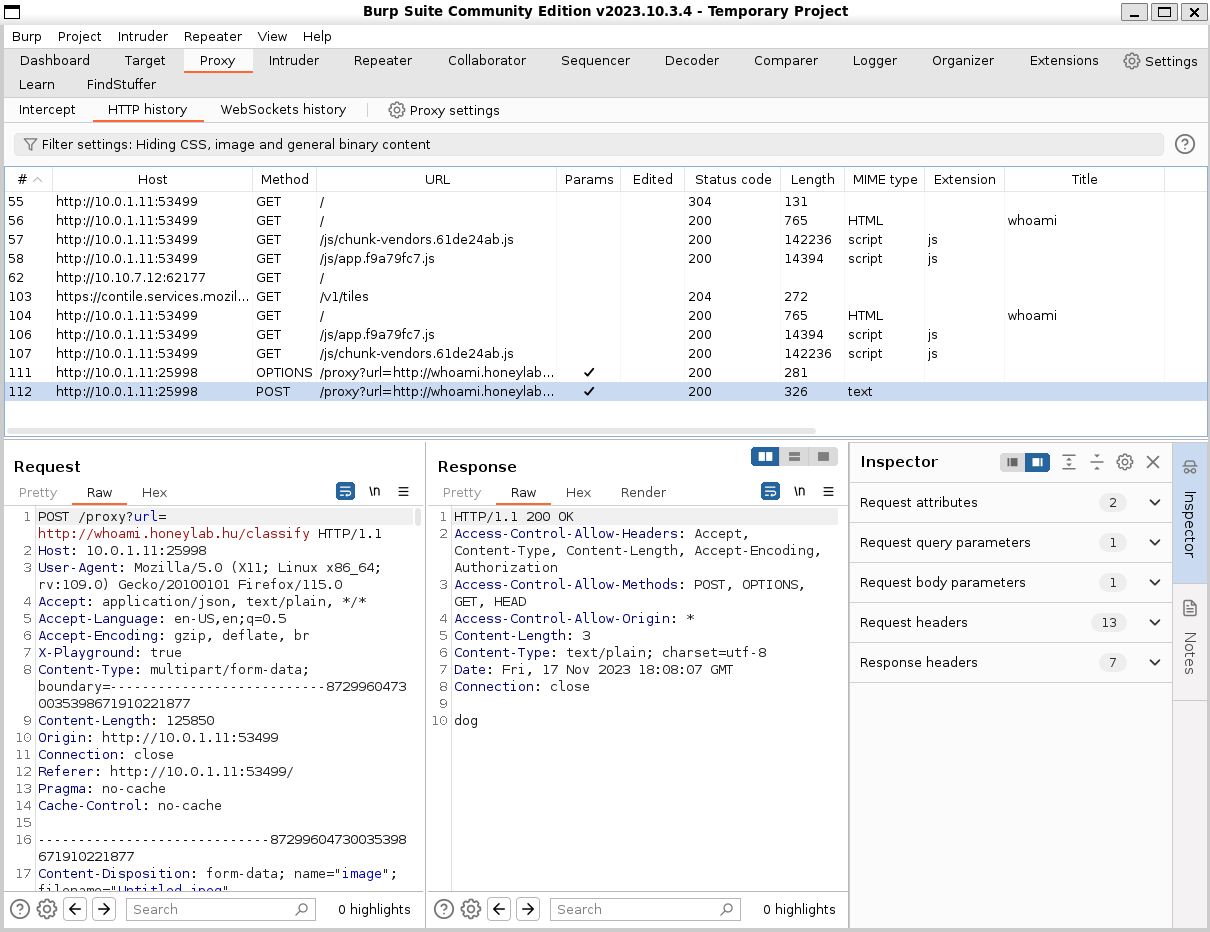 Burp Suite Community Edition v2023.10.3.4 - Temporary Project
Burp Project Intruder Repeater View Help
Dashboard Target Proxy Intruder Repeater Collaborator Sequencer Decoder Comparer Logger Organizer Extensions Settings
Learn FindStuffer
Intercept HTTP history WebSockets history Proxy settings
Filter settings: Hiding CSS, image and general binary content ?
# Host Method URL Params Edited Status code Length MIME type Extension Title
55 http://10.0.1.11:53499 GET / 304 131
56 http://10.0.1.11:53499 GET / 200 765 HTML whoami
57 http://10.0.1.11:53499 GET /js/chunk-vendors.61de24ab.js 200 142236 script js
58 http://10.0.1.11:53499 GET /js/app.f9a79fc7.js 200 14394 script js
62 http://10.10.7.12:62177 GET /
103 https://contile.services.mozil... GET /v1/tiles 204 272
104 http://10.0.1.11:53499 GET / 200 765 HTML whoami
106 http://10.0.1.11:53499 GET /js/app.f9a79fc7.js 200 14394 script js
107 http://10.0.1.11:53499 GET /js/chunk-vendors.61de24ab.js 200 142236 script js
111 http://10.0.1.11:25998 OPTIONS /proxy?url=http://whoami.honeylab... ✓ 200 281
112 http://10.0.1.11:25998 POST /proxy?url=http://whoami.honeylab... ✓ 200 326 text
Request
Pretty Raw Hex \n
1 POST /proxy?url=
http://whoami.honeylab.hu/classify HTTP/1.1
2 Host: 10.0.1.11:25998
3 User-Agent: Mozilla/5.0 (X11; Linux x86_64;
rv:109.0) Gecko/20100101 Firefox/115.0
4 Accept: application/json, text/plain, */*
5 Accept-Language: en-US,en;q=0.5
6 Accept-Encoding: gzip, deflate, br
7 X-Playground: true
8 Content-Type: multipart/form-data;
boundary=---------------------------8729960473
0035398671910221877
9 Content-Length: 125850
10 Origin: http://10.0.1.11:53499
11 Connection: close
12 Referer: http://10.0.1.11:53499/
13 Pragma: no-cache
14 Cache-Control: no-cache
15
16 -----------------------------87299604730035398
671910221877
17 Content-Disposition: form-data; name="image";
filename="Untitled.jpeg"
? Search 0 highlights
Response
Pretty Raw Hex Render \n
1 HTTP/1.1 200 OK
2 Access-Control-Allow-Headers: Accept,
Content-Type, Content-Length, Accept-Encoding,
Authorization
3 Access-Control-Allow-Methods: POST, OPTIONS,
GET, HEAD
4 Access-Control-Allow-Origin: *
5 Content-Length: 3
6 Content-Type: text/plain; charset=utf-8
7 Date: Fri, 17 Nov 2023 18:08:07 GMT
8 Connection: close
9
10 dog
? Search 0 highlights
Inspector
Request attributes 2
Request query parameters 1
Request body parameters 1
Request headers 13
Response headers 7
Inspector
Notes